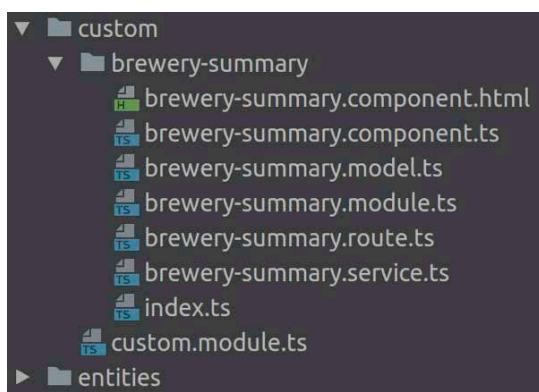 custom
brewery-summary
brewery-summary.component.html
brewery-summary.component.ts
brewery-summary.model.ts
brewery-summary.module.ts
brewery-summary.route.ts
brewery-summary.service.ts
index.ts
custom.module.ts
entities